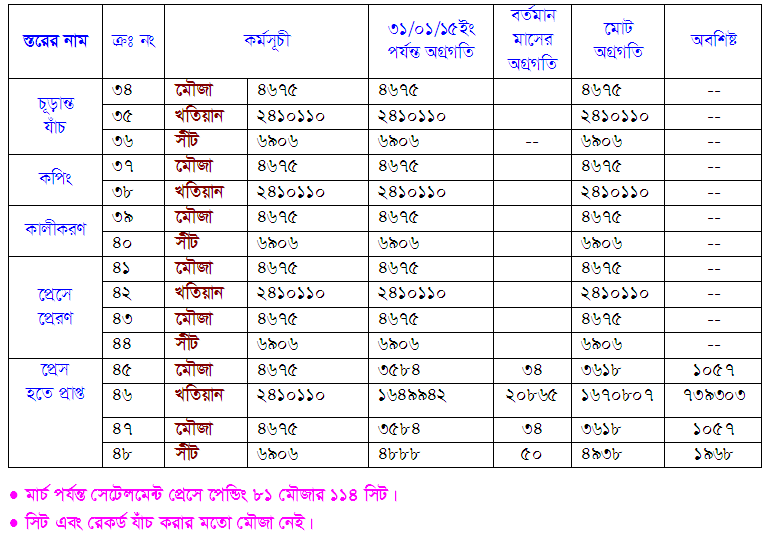 স্তরের নাম ক্রঃ নং কর্মসূচী ৩১/০১/১৫ইং পর্যন্ত অগ্রগতি বর্তমান মাসের অগ্রগতি মোট অগ্রগতি অবশিষ্ট
চূড়ান্ত যাঁচ ৩৪ মৌজা ৪৬৭৫ ৪৬৭৫ ৪৬৭৫ --
৩৫ খতিয়ান ২৪১০১১০ ২৪১০১১০ ২৪১০১১০ --
৩৬ সীট ৬৯০৬ ৬৯০৬ -- ৬৯০৬ --
কপিং ৩৭ মৌজা ৪৬৭৫ ৪৬৭৫ ৪৬৭৫ --
৩৮ খতিয়ান ২৪১০১১০ ২৪১০১১০ ২৪১০১১০ --
কালীকরণ ৩৯ মৌজা ৪৬৭৫ ৪৬৭৫ ৪৬৭৫ --
৪০ সীট ৬৯০৬ ৬৯০৬ ৬৯০৬ --
প্রেসে প্রেরণ ৪১ মৌজা ৪৬৭৫ ৪৬৭৫ ৪৬৭৫ --
৪২ খতিয়ান ২৪১০১১০ ২৪১০১১০ ২৪১০১১০ --
৪৩ মৌজা ৪৬৭৫ ৪৬৭৫ ৪৬৭৫ --
৪৪ সীট ৬৯০৬ ৬৯০৬ ৬৯০৬ --
প্রেস হতে প্রাপ্ত ৪৫ মৌজা ৪৬৭৫ ৩৫৮৪ ৩৪ ৩৬১৮ ১০৫৭
৪৬ খতিয়ান ২৪১০১১০ ১৬৪৯৯৪২ ২০৮৬৫ ১৬৭০৮০৭ ৭৩৯৩০৩
৪৭ মৌজা ৪৬৭৫ ৩৫৮৪ ৩৪ ৩৬১৮ ১০৫৭
৪৮ সীট ৬৯০৬ ৪৮৮৮ ৫০ ৪৯৩৮ ১৯৬৮
● মার্চ পর্যন্ত সেটেলমেন্ট প্রেসে পেন্ডিং ৮১ মৌজার ১১৪ সিট।
● সিট এবং রেকর্ড যাঁচ করার মতো মৌজা নেই।